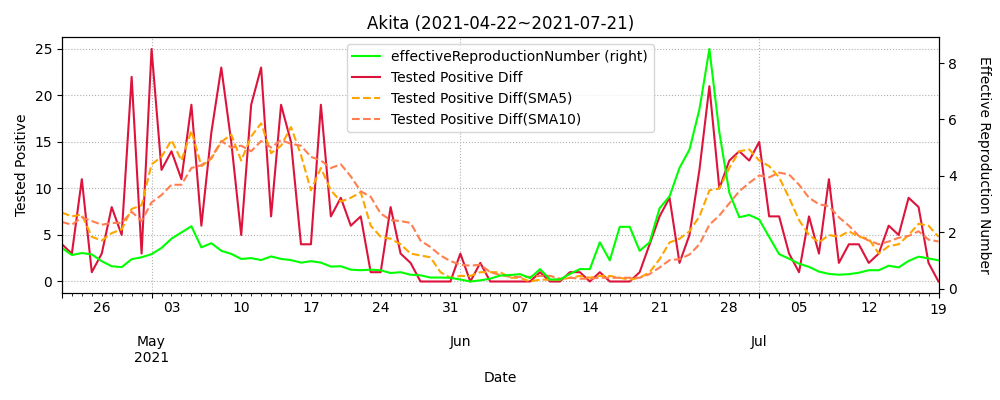 Akita (2021-04-22~2021-07-21)
effectiveReproductionNumber (right)
Tested Positive Diff
Tested Positive Diff(SMA5)
Tested Positive Diff(SMA10)
Tested Positive
25
20
15
10
5
0
Effective Reproduction Number
8
6
4
2
0
26 03 10 17 24 31 07 14 21 28 05 12 19
May Jun Jul
2021
Date